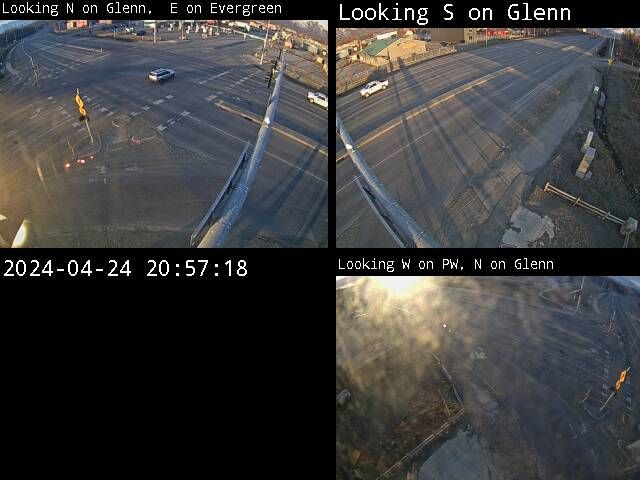 Looking N on Glenn,  E on Evergreen
Looking S on Glenn
2024-04-24 20:57:18
Looking W on PW, N on Glenn